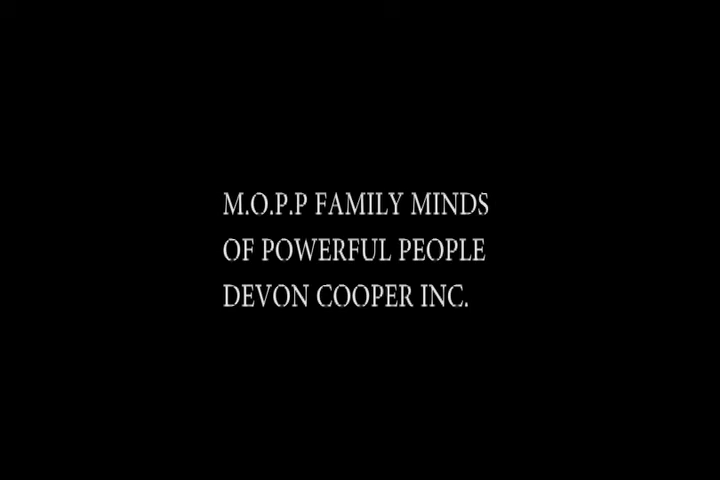 M.O.P.P FAMILY MINDS
OF POWERFUL PEOPLE
DEVON COOPER INC.